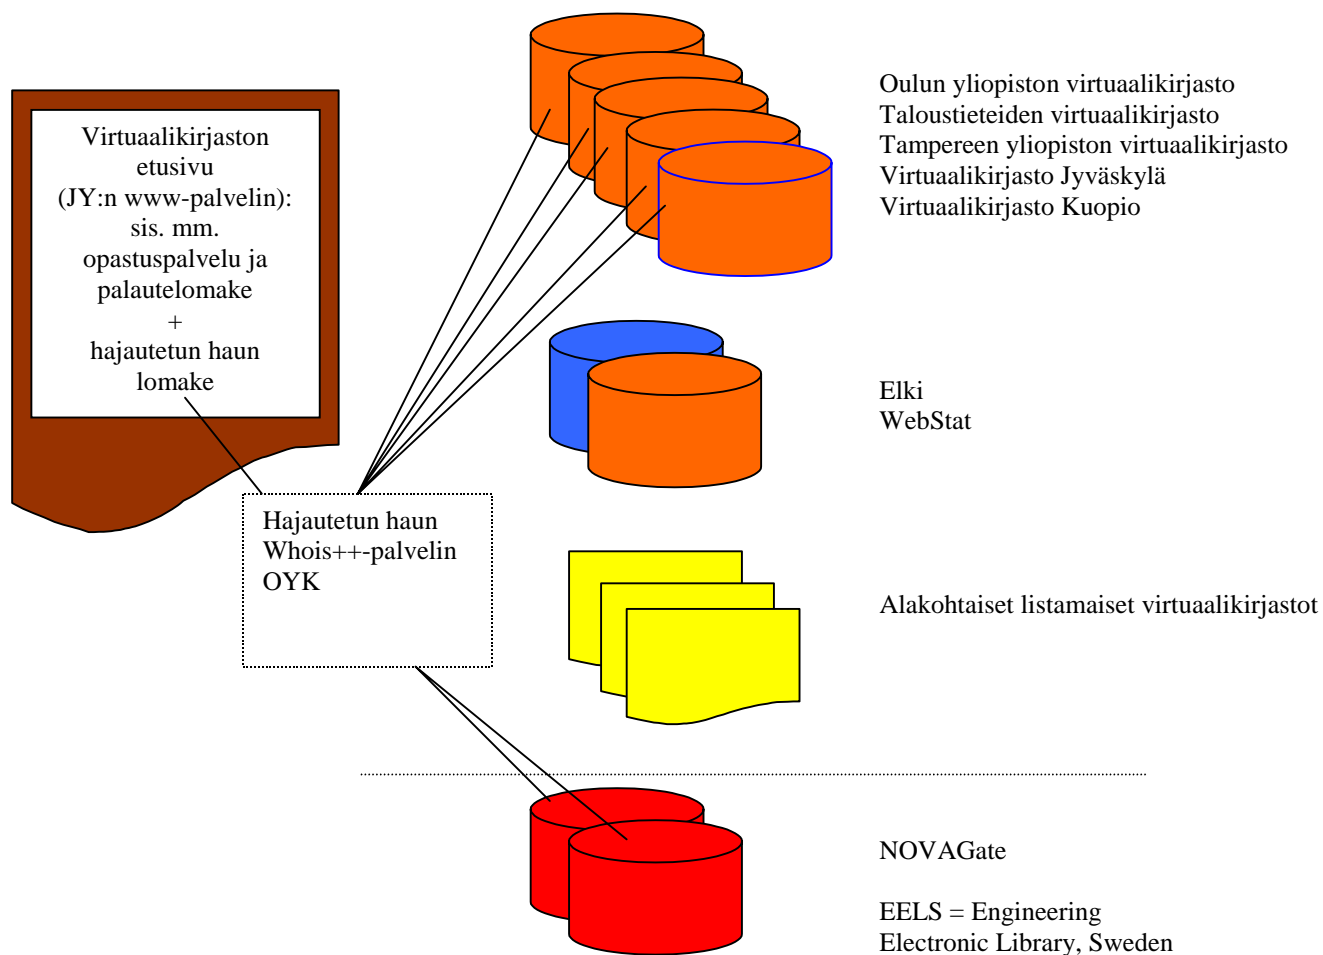 Virtuaalikirjaston
etusivu
(JY:n www-palvelin):
sis. mm.
opastuspalvelu ja
palautelomake
+
hajautetun haun
lomake
Oulun yliopiston virtuaalikirjasto
Taloustieteiden virtuaalikirjasto
Tampereen yliopiston virtuaalikirjasto
Virtuaalikirjasto Jyväskylä
Virtuaalikirjasto Kuopio
Elki
WebStat
Hajautetun haun
Whois++-palvelin
OYK
Alakohtaiset listamaiset virtuaalikirjastot
NOVAGate
EELS = Engineering
Electronic Library, Sweden